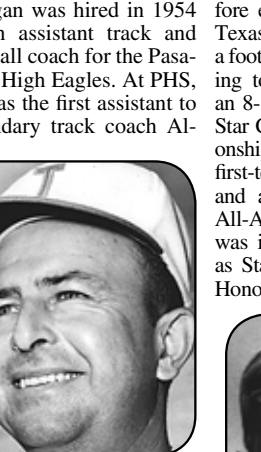 gan was hired in 1954
assistant track and
all coach for the Pasa-
High Eagles. At PHS,
as the first assistant to
ndary track coach Al-
T
fore e
Texas
a foot
ing to
an 8-
Star C
onshi
first-te
and a
All-A
was i
as Sta
Hono